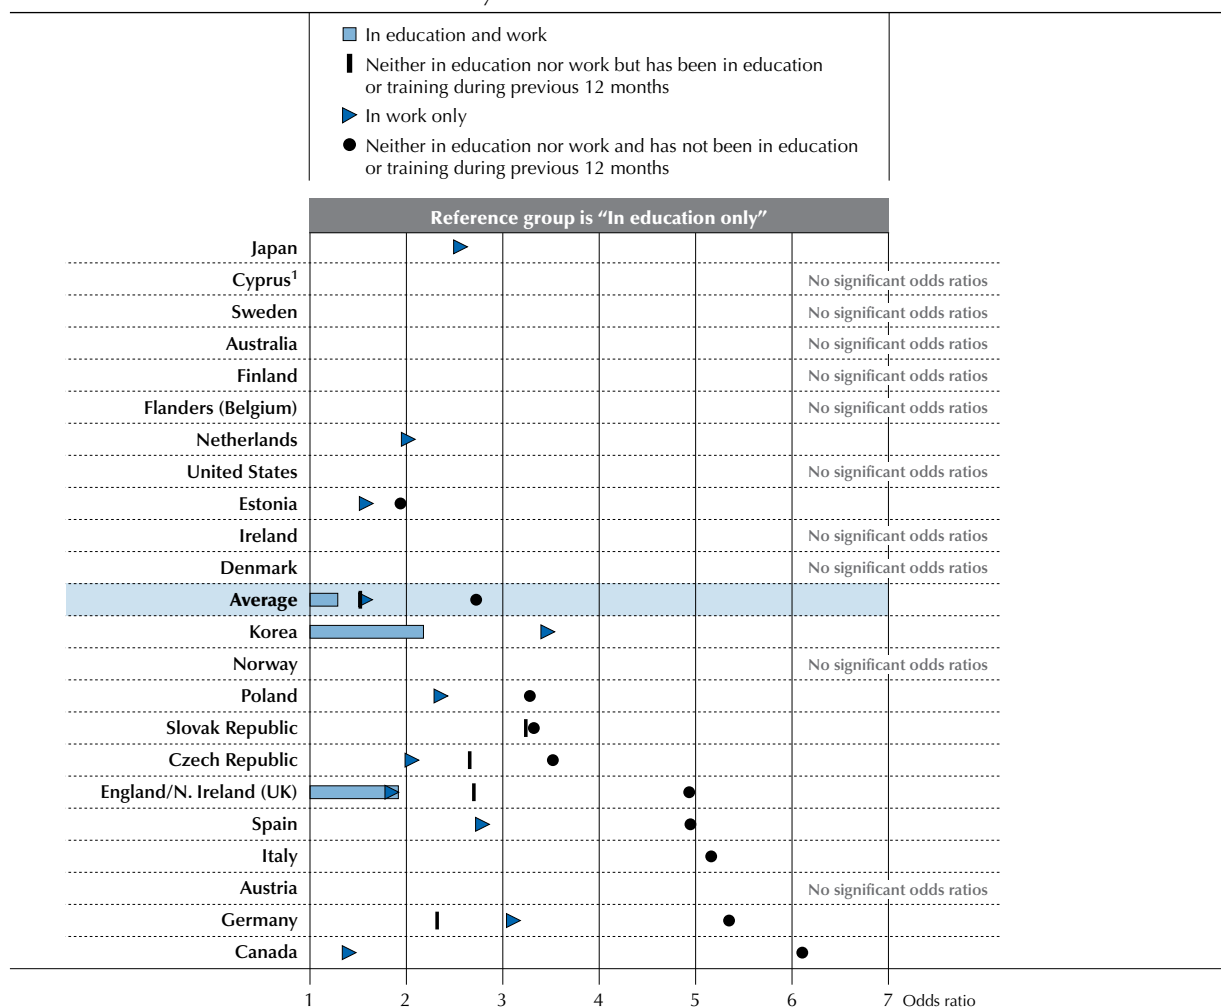 In education and work
Neither in education nor work but has been in education
or training during previous 12 months
In work only
Neither in education nor work and has not been in education
or training during previous 12 months
Reference group is “In education only”
Japan
Cyprus¹ No significant odds ratios
Sweden No significant odds ratios
Australia No significant odds ratios
Finland No significant odds ratios
Flanders (Belgium) No significant odds ratios
Netherlands
United States No significant odds ratios
Estonia
Ireland No significant odds ratios
Denmark No significant odds ratios
Average
Korea
Norway No significant odds ratios
Poland
Slovak Republic
Czech Republic
England/N. Ireland (UK)
Spain
Italy
Austria No significant odds ratios
Germany
Canada
1 2 3 4 5 6 7 Odds ratio